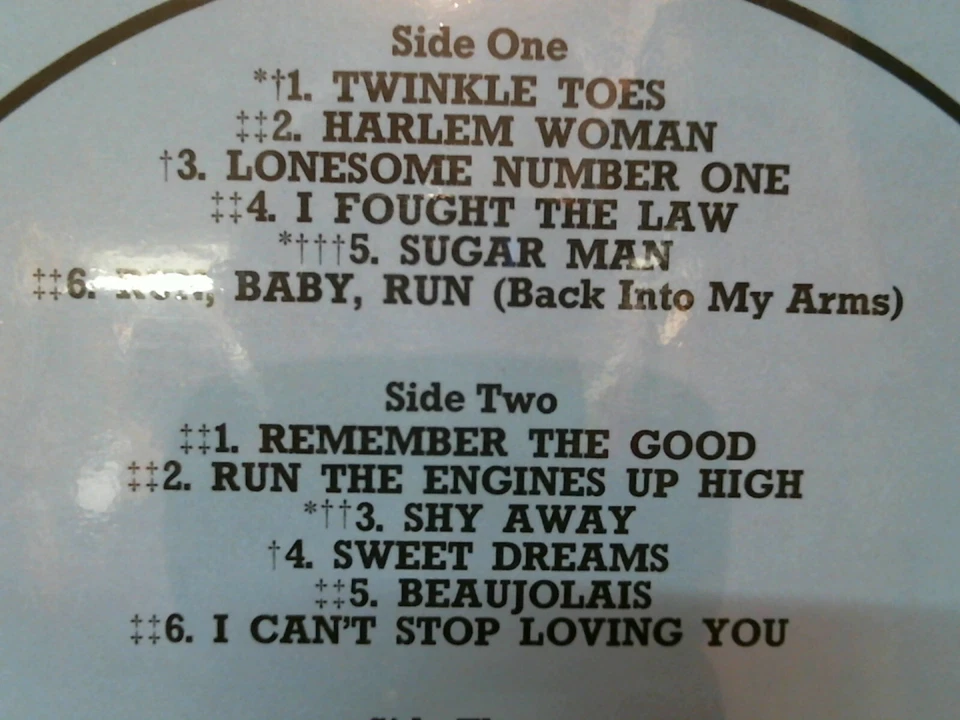 Side One
*†1. TWINKLE TOES
‡‡2. HARLEM WOMAN
†3. LONESOME NUMBER ONE
‡‡4. I FOUGHT THE LAW
*†††5. SUGAR MAN
‡‡6. RUN, BABY, RUN (Back Into My Arms)
Side Two
‡‡1. REMEMBER THE GOOD
‡‡2. RUN THE ENGINES UP HIGH
*††3. SHY AWAY
†4. SWEET DREAMS
‡‡5. BEAUJOLAIS
‡‡6. I CAN'T STOP LOVING YOU
Side